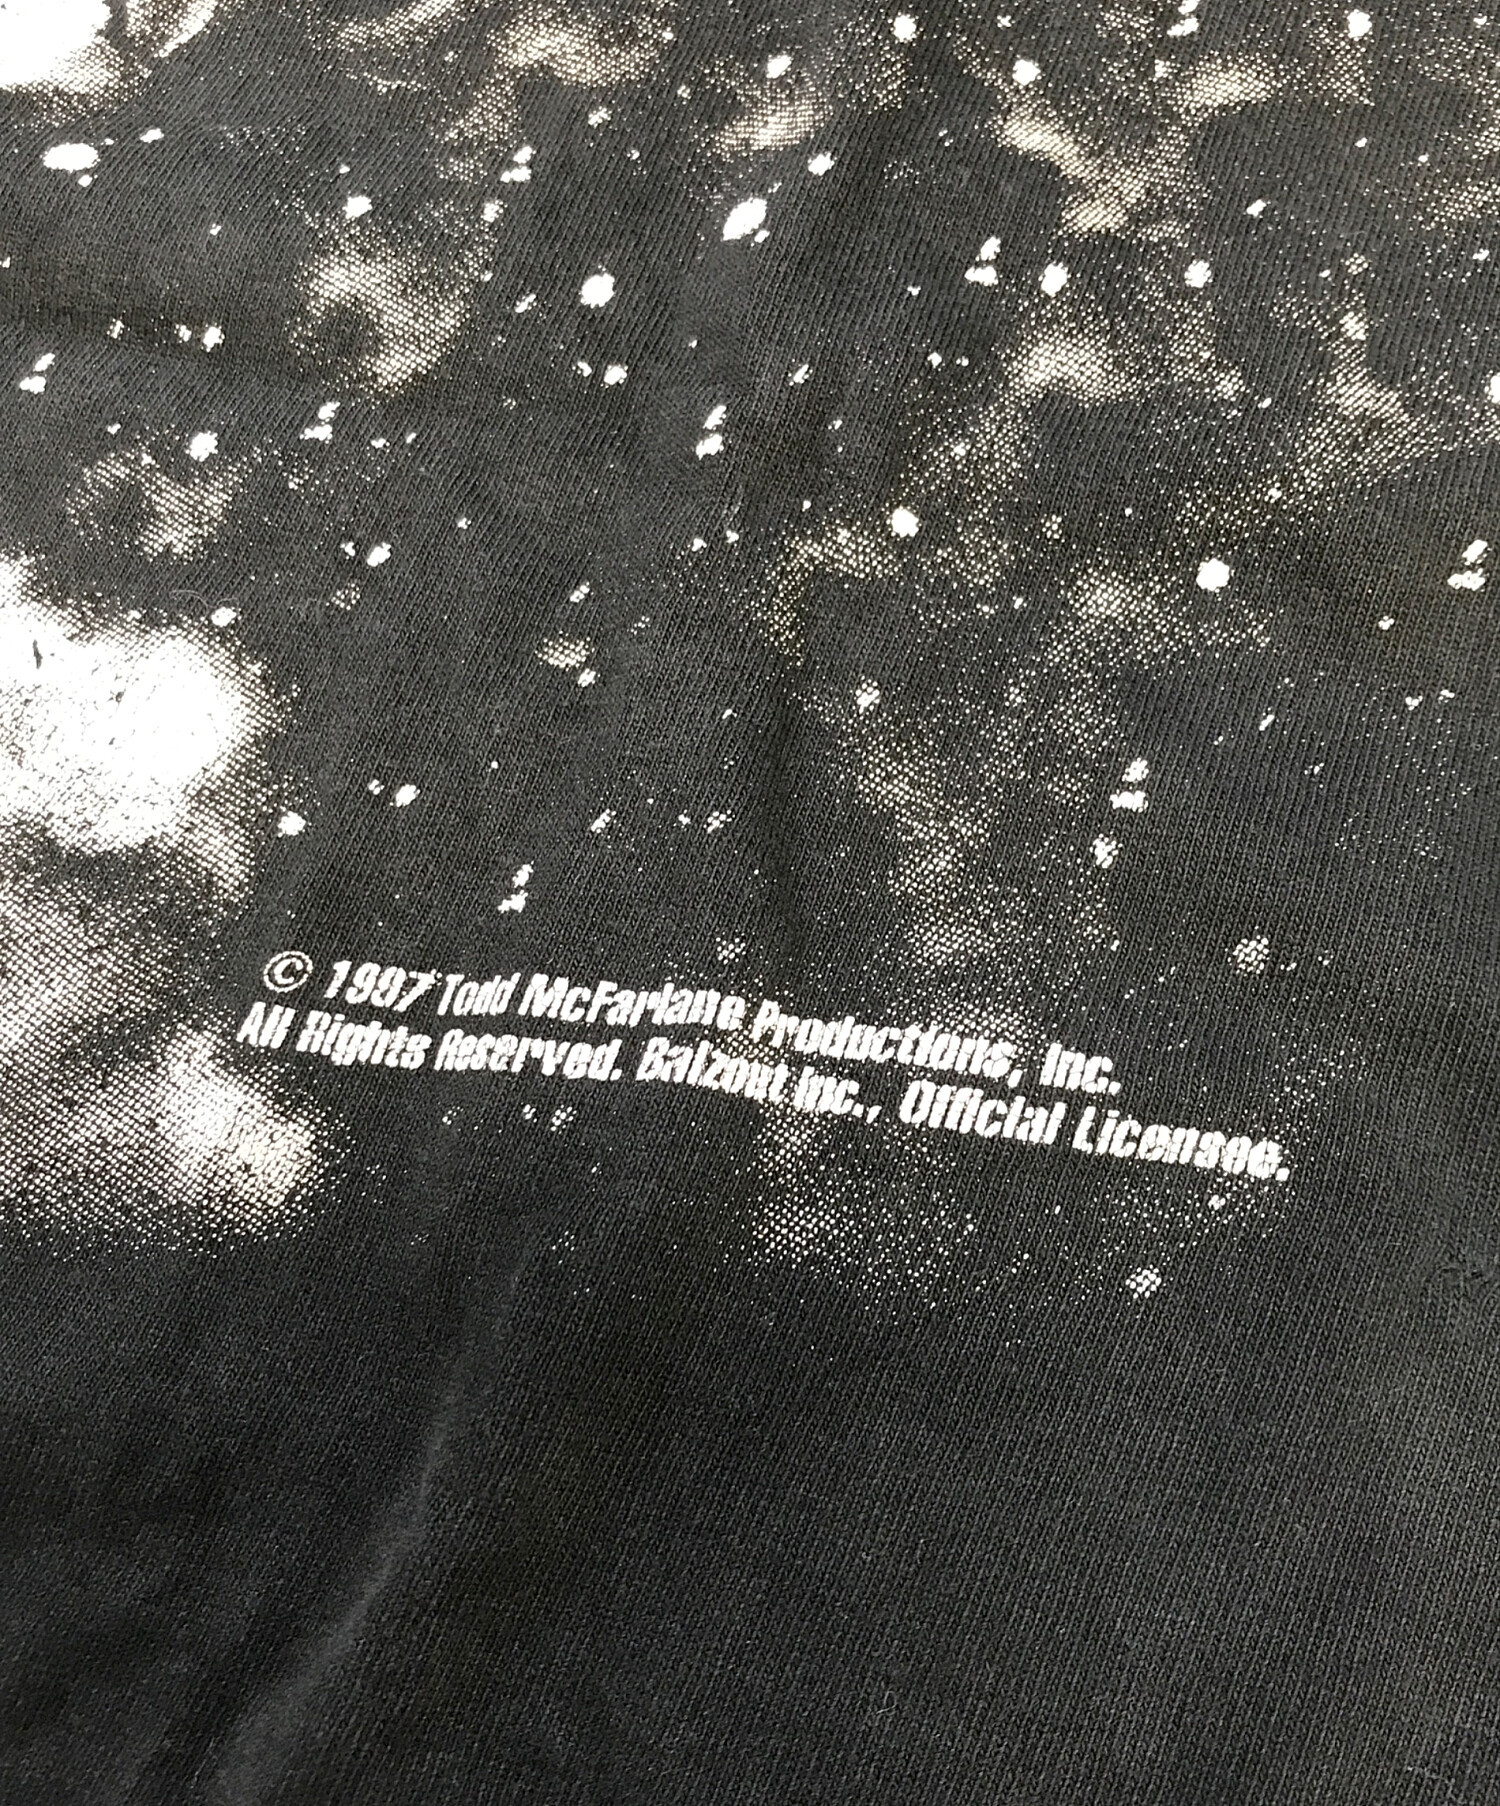 © 1997 Todd McFarlane Productions, Inc.
All Rights Reserved. Balzout Inc., Official Licensee.